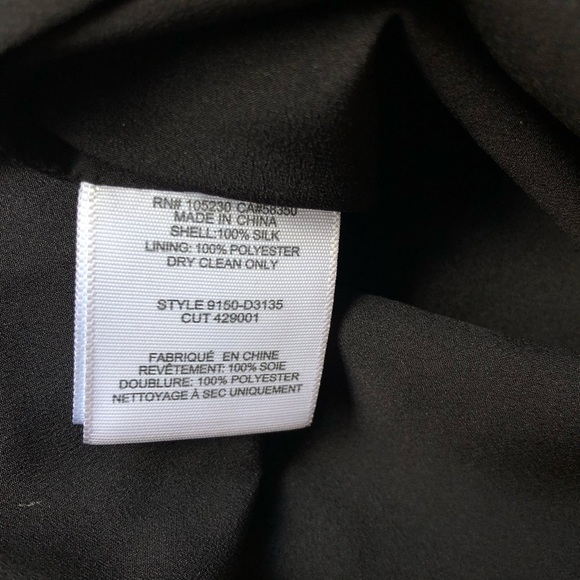 RN# 105230 CA#58350
MADE IN CHINA
SHELL:100% SILK
LINING: 100% POLYESTER
DRY CLEAN ONLY
STYLE 9150-D3135
CUT 429001
FABRIQUÉ EN CHINE
REVÊTEMENT: 100% SOIE
DOUBLURE: 100% POLYESTER
NETTOYAGE À SEC UNIQUEMENT